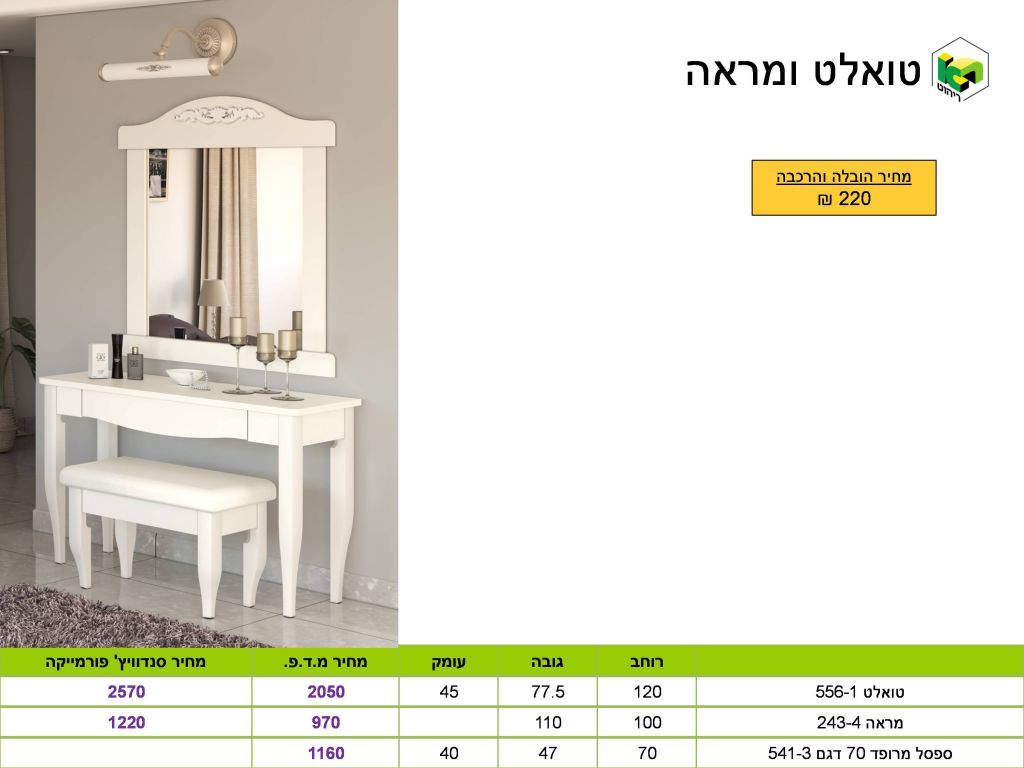 טואלט ומראה
ריהוט
מחיר הובלה והרכבה
220 ₪
רוחב גובה עומק מחיר מ.ד.פ. מחיר סנדוויץ' פורמייקה
טואלט 556-1 120 77.5 45 2050 2570
מראה 243-4 100 110 970 1220
ספסל מרופד 70 דגם 541-3 70 47 40 1160